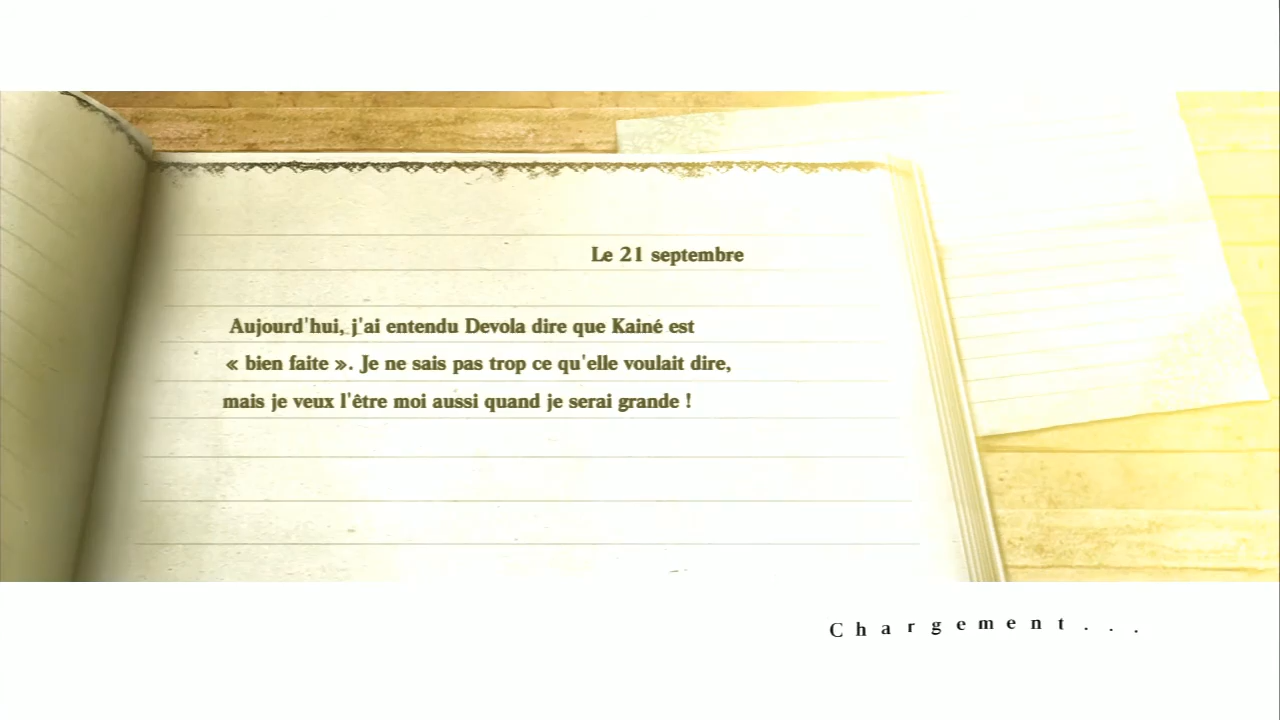 Le 21 septembre
Aujourd'hui, j'ai entendu Devola dire que Kainé est
« bien faite ». Je ne sais pas trop ce qu'elle voulait dire,
mais je veux l'être moi aussi quand je serai grande !
Chargement...